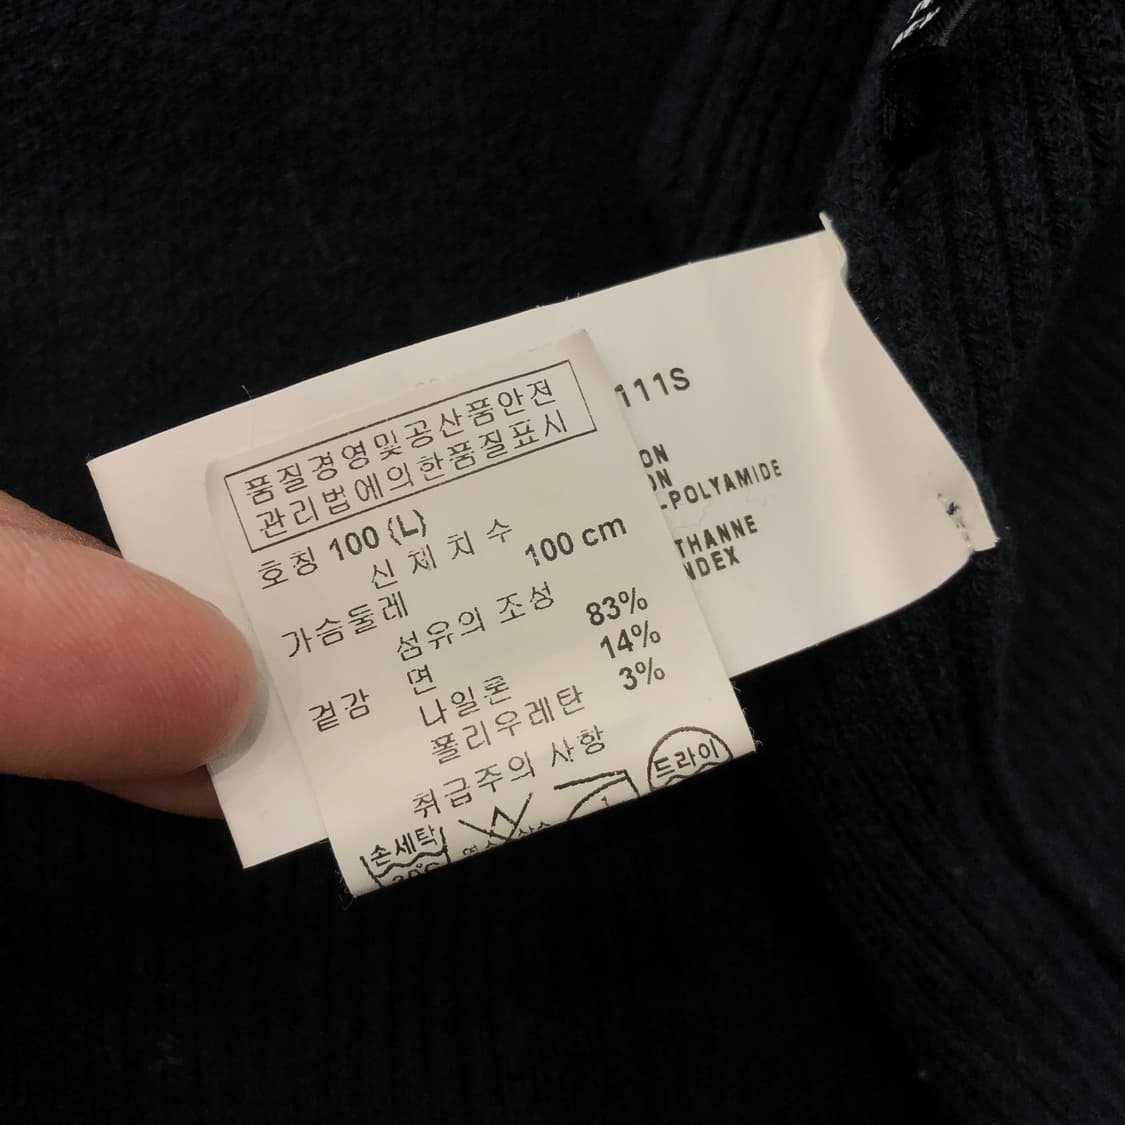 품질경영및공산품안전
관리법에의한품질표시
호칭 100 (L)
신 체 치 수
가슴둘레 100 cm
섬유의 조성
겉감 면 83%
나일론 14%
폴리우레탄 3%
취급주의 사항
손세탁
30°C
드라이
111S
ON
ON
POLYAMIDE
THANNE
NDEX